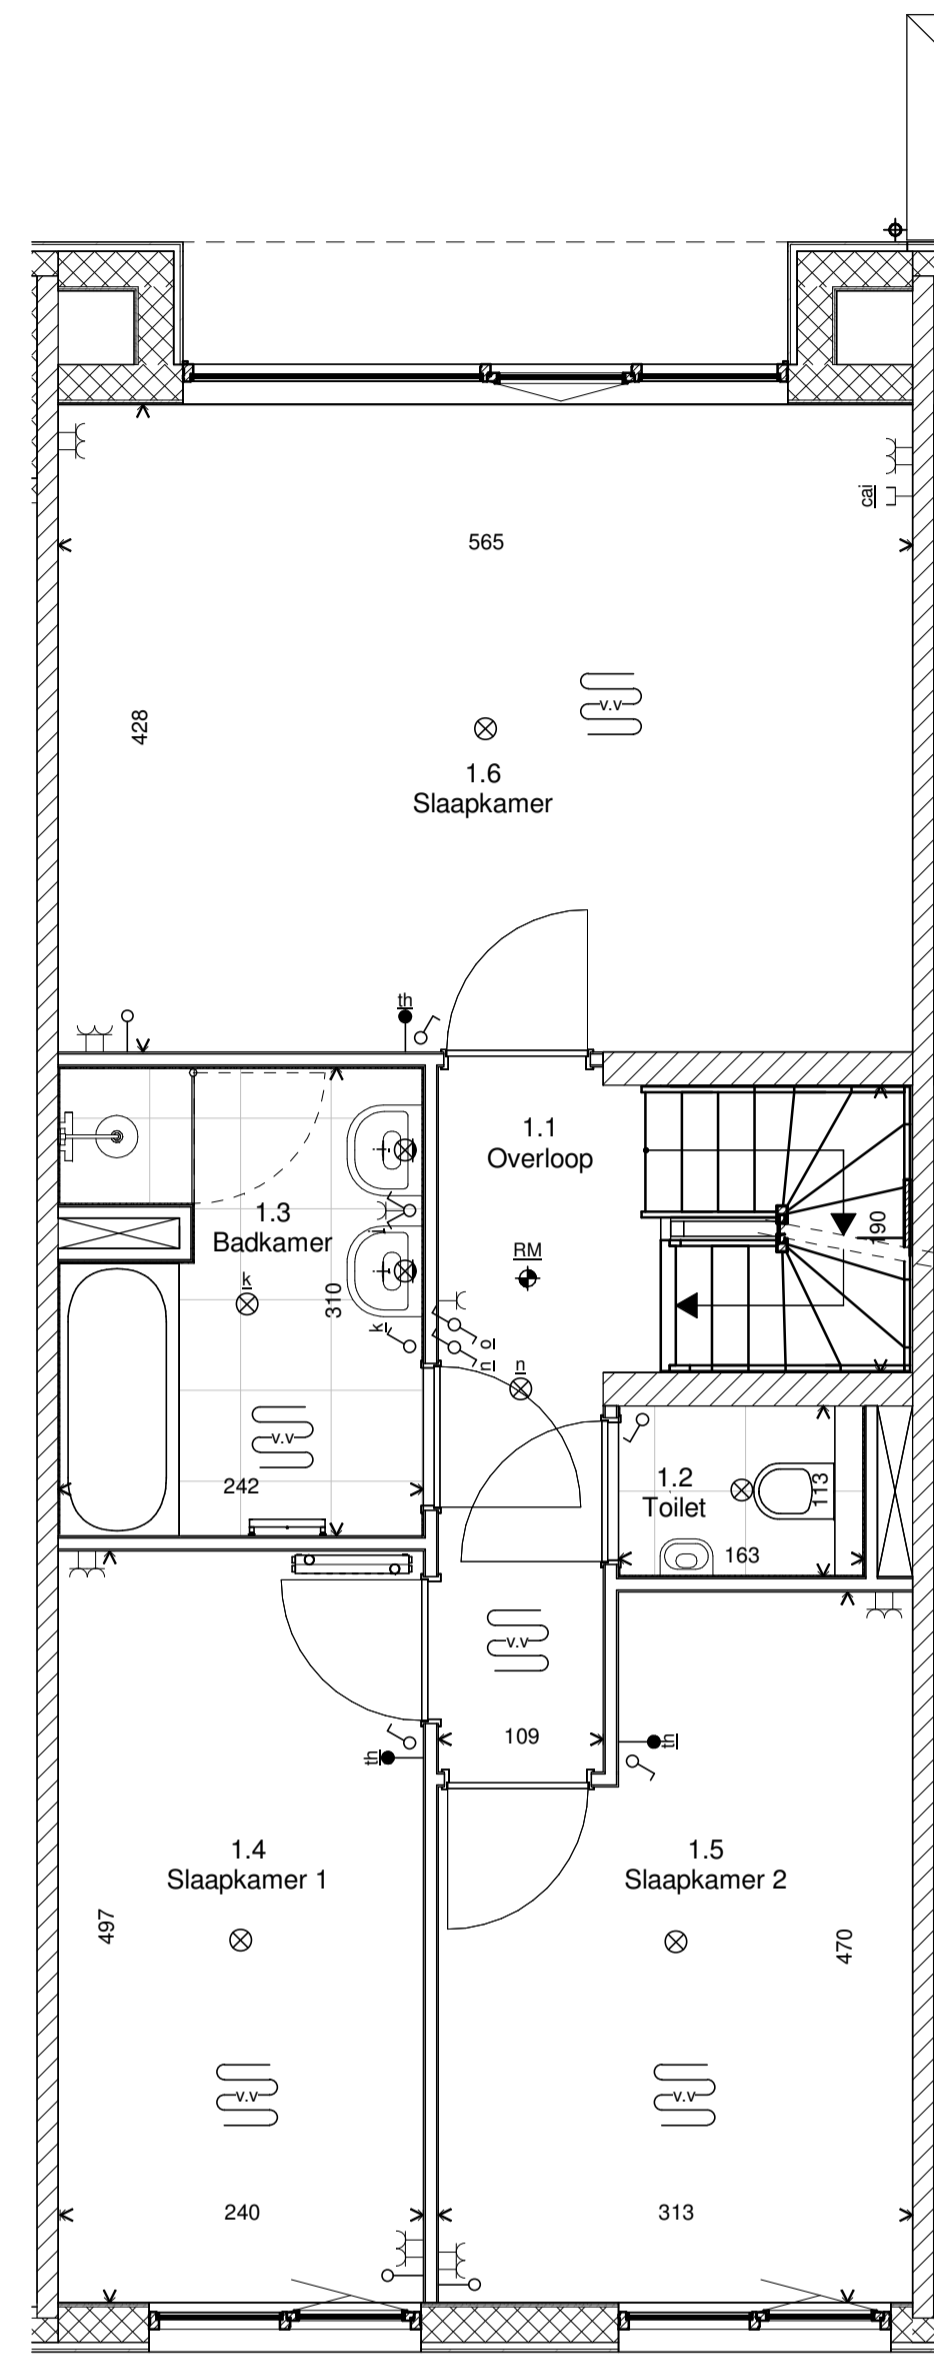 cai
565
v.v
428
1.6
Slaapkamer
th
1.1
Overloop
1.3
Badkamer
190
RM
k
310
k
o
n
n
v.v
242
1.2
Toilet
113
163
v.v
109
th
th
1.4
Slaapkamer 1
1.5
Slaapkamer 2
497
470
v.v
v.v
240
313